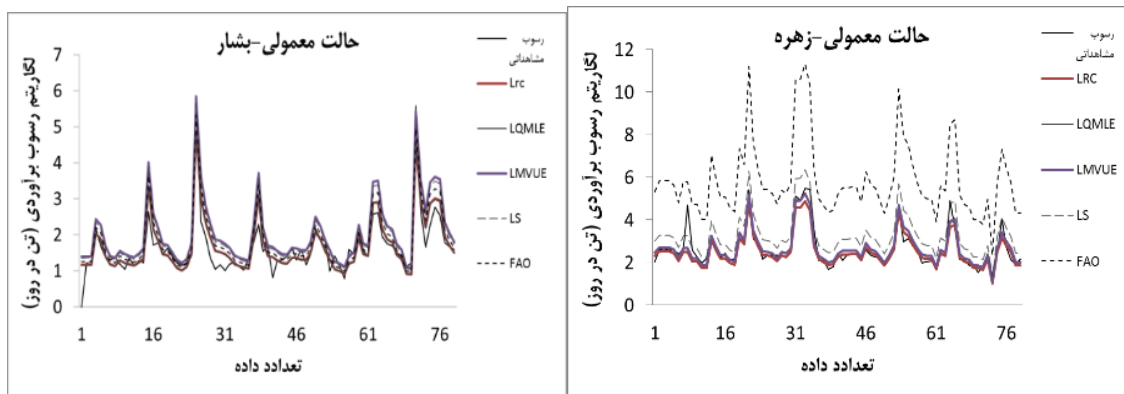 حالت معمولی-بشار
لگاریتم رسوب برآوردی (تن در روز)
7
6
5
4
3
2
1
0
1 16 31 46 61 76
تعدادد داده
رسوب
مشاهداتی
Lrc
LQMLE
LMVUE
LS
FAO
حالت معمولی-زهره
لگاریتم رسوب برآوردی (تن در روز)
12
10
8
6
4
2
0
1 16 31 46 61 76
تعدادد داده
رسوب
مشاهداتی
LRC
LQMLE
LMVUE
LS
FAO